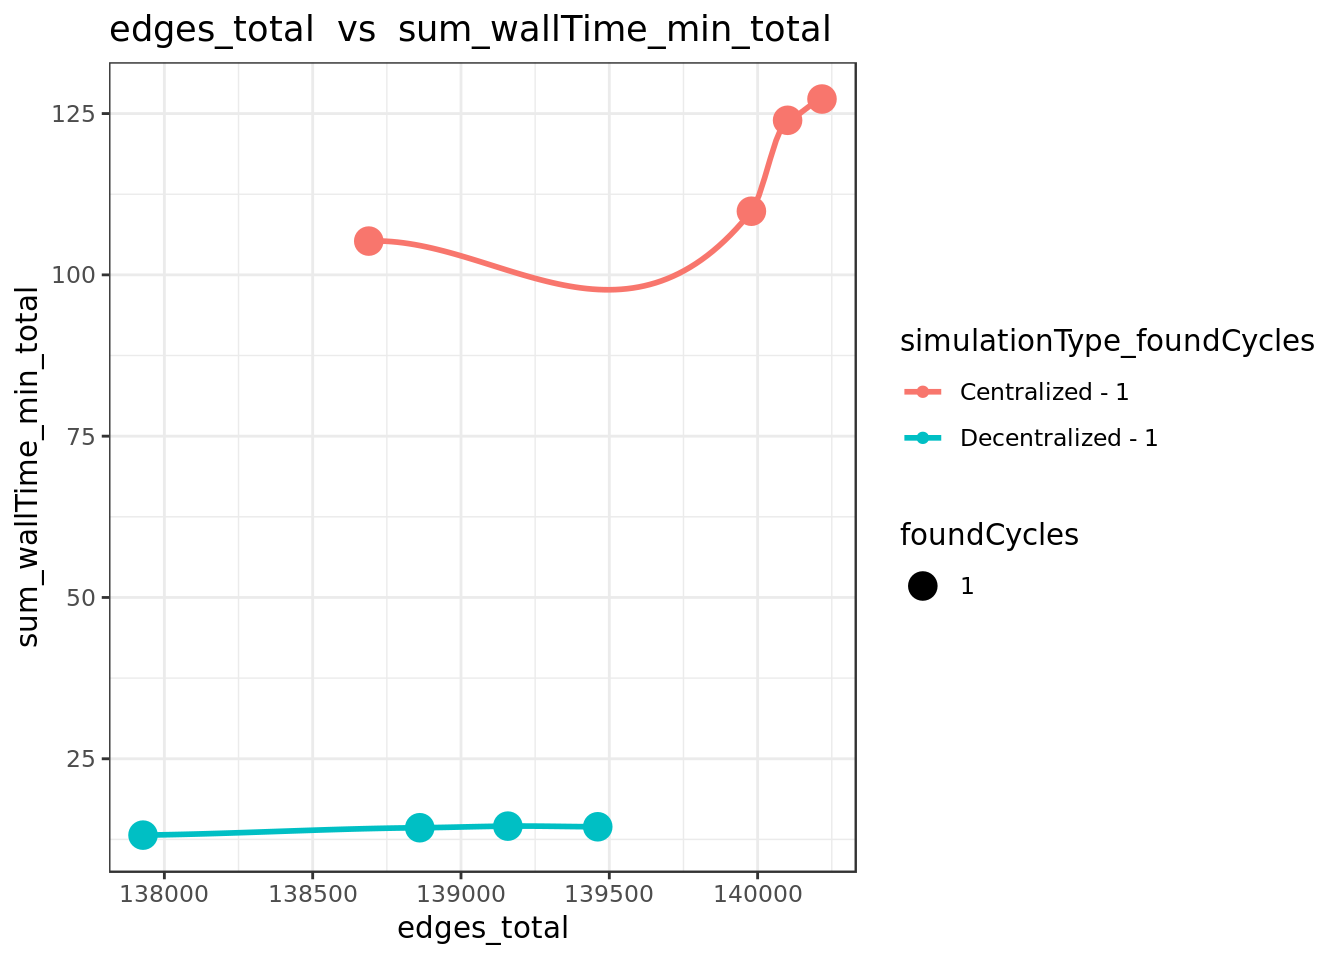 edges_total  vs  sum_wallTime_min_total
125
100
75
50
25
sum_wallTime_min_total
138000
138500
139000
139500
140000
edges_total
simulationType_foundCycles
Centralized - 1
Decentralized - 1
foundCycles
1